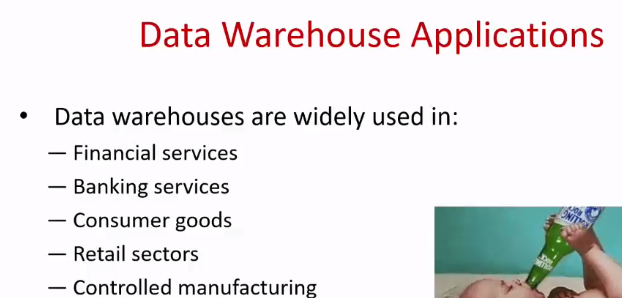 Data Warehouse Applications
• Data warehouses are widely used in:
— Financial services
— Banking services
— Consumer goods
— Retail sectors
— Controlled manufacturing